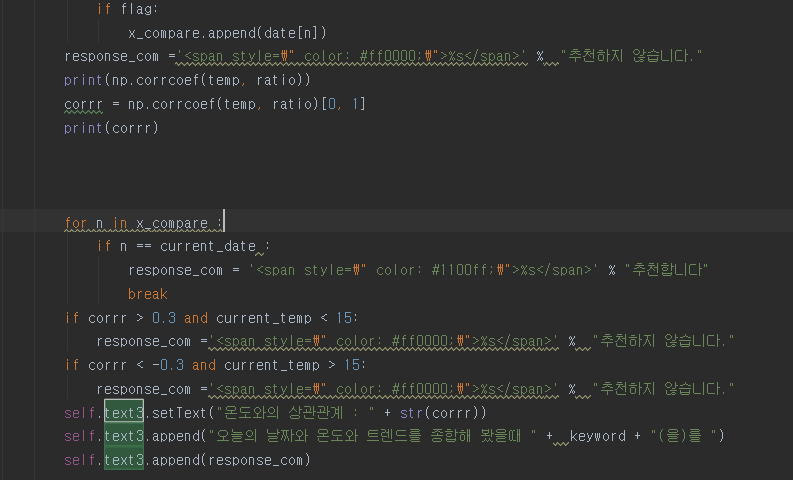 if flag:
x_compare.append(date[n])
response_com ='<span style=₩" color: #ff0000;₩">%s</span>' %  "추천하지 않습니다."
print(np.corrcoef(temp, ratio))
corrr = np.corrcoef(temp, ratio)[0, 1]
print(corrr)
for n in x_compare :
if n == current_date :
response_com = '<span style=₩" color: #1100ff;₩">%s</span>' % "추천합니다"
break
if corrr > 0.3 and current_temp < 15:
response_com ='<span style=₩" color: #ff0000;₩">%s</span>' %  "추천하지 않습니다."
if corrr < -0.3 and current_temp > 15:
response_com ='<span style=₩" color: #ff0000;₩">%s</span>' %  "추천하지 않습니다."
self.text3.setText("온도와의 상관관계 : " + str(corrr))
self.text3.append("오늘의 날짜와 온도와 트렌드를 종합해 봤을때 " +  keyword + "(을)를 ")
self.text3.append(response_com)